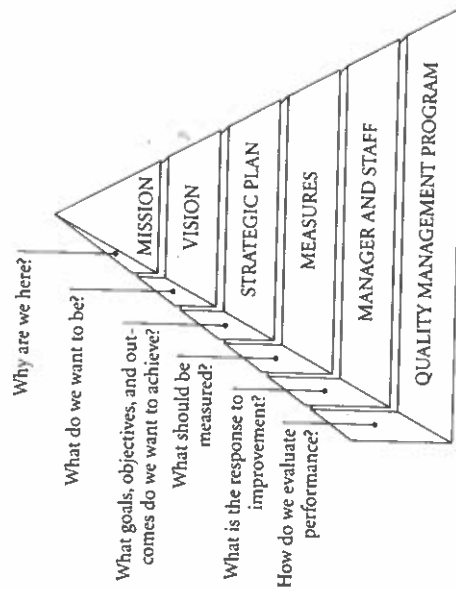 Why are we here?
What do we want to be?
What goals, objectives, and out-
comes do we want to achieve?
What should be
measured?
What is the response to
improvement?
How do we evaluate
performance?
MISSION
VISION
STRATEGIC PLAN
MEASURES
MANAGER AND STAFF
QUALITY MANAGEMENT PROGRAM